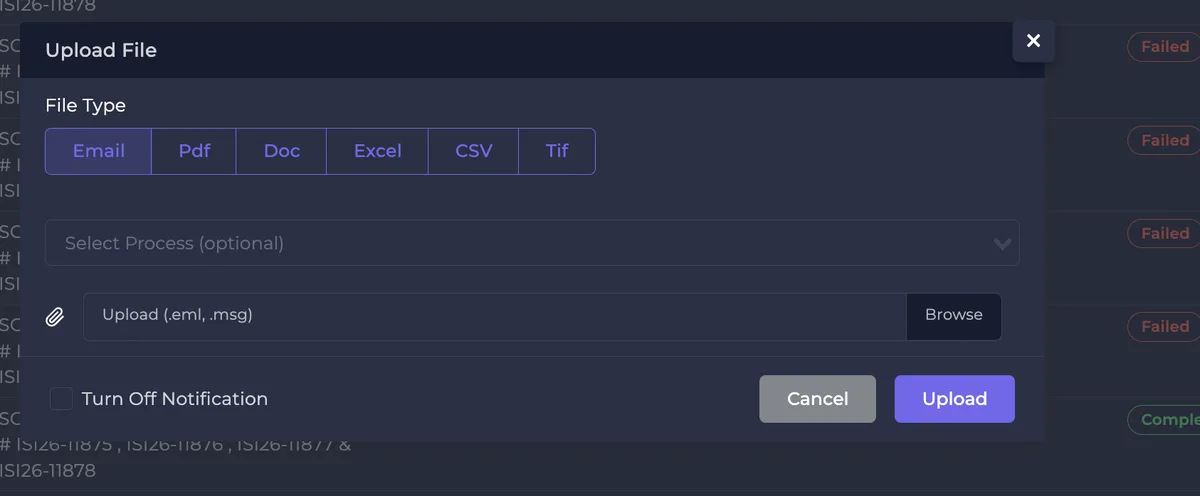 ISI26-11878
Upload File
Failed
File Type
Email Pdf Doc Excel CSV Tif
Failed
Select Process (optional)
Failed
Upload (.eml, .msg) Browse
Failed
Turn Off Notification Cancel Upload
# ISI26-11875 , ISI26-11876 , ISI26-11877 &
ISI26-11878